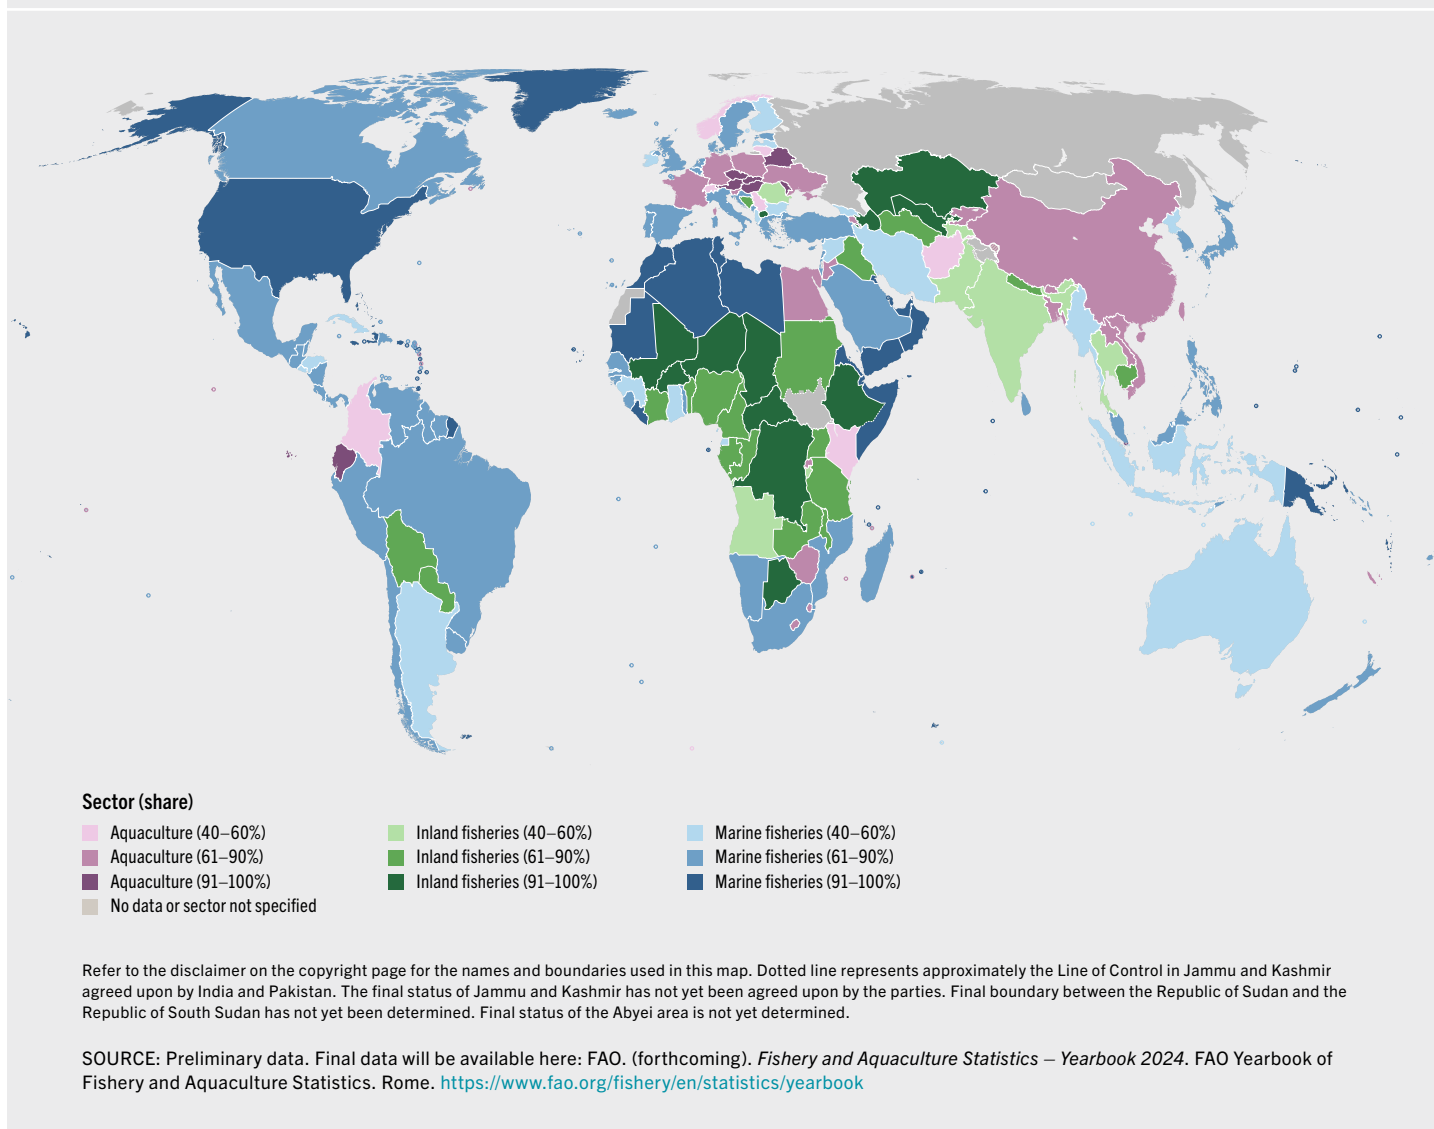 Sector (share)
Aquaculture (40–60%)
Aquaculture (61–90%)
Aquaculture (91–100%)
No data or sector not specified
Inland fisheries (40–60%)
Inland fisheries (61–90%)
Inland fisheries (91–100%)
Marine fisheries (40–60%)
Marine fisheries (61–90%)
Marine fisheries (91–100%)
Refer to the disclaimer on the copyright page for the names and boundaries used in this map. Dotted line represents approximately the Line of Control in Jammu and Kashmir
agreed upon by India and Pakistan. The final status of Jammu and Kashmir has not yet been agreed upon by the parties. Final boundary between the Republic of Sudan and the
Republic of South Sudan has not yet been determined. Final status of the Abyei area is not yet determined.
SOURCE: Preliminary data. Final data will be available here: FAO. (forthcoming). Fishery and Aquaculture Statistics – Yearbook 2024. FAO Yearbook of
Fishery and Aquaculture Statistics. Rome. https://www.fao.org/fishery/en/statistics/yearbook